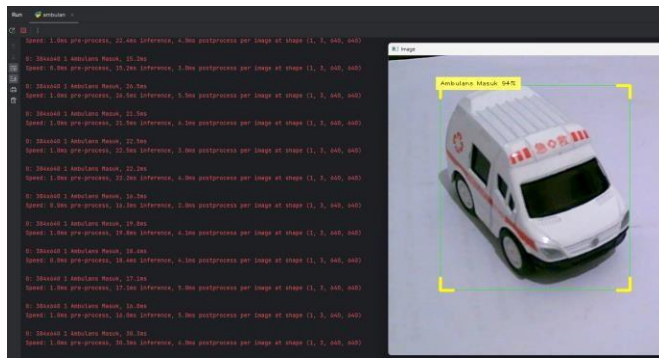 Run ambulan
Speed: 1.0ms pre-process, 22.4ms inference, 4.0ms postprocess per image at shape (1, 3, 640, 640)
0: 384x640 1 Ambulans Masuk, 15.2ms
Speed: 0.0ms pre-process, 15.2ms inference, 3.0ms postprocess per image at shape (1, 3, 640, 640)
0: 384x640 1 Ambulans Masuk, 26.5ms
Speed: 1.0ms pre-process, 26.5ms inference, 5.9ms postprocess per image at shape (1, 3, 640, 640)
0: 384x640 1 Ambulans Masuk, 21.5ms
Speed: 1.0ms pre-process, 21.5ms inference, 6.1ms postprocess per image at shape (1, 3, 640, 640)
0: 384x640 1 Ambulans Masuk, 22.5ms
Speed: 1.0ms pre-process, 22.5ms inference, 3.0ms postprocess per image at shape (1, 3, 640, 640)
0: 384x640 1 Ambulans Masuk, 22.2ms
Speed: 1.0ms pre-process, 22.2ms inference, 4.0ms postprocess per image at shape (1, 3, 640, 640)
0: 384x640 1 Ambulans Masuk, 16.3ms
Speed: 0.0ms pre-process, 16.3ms inference, 2.0ms postprocess per image at shape (1, 3, 640, 640)
0: 384x640 1 Ambulans Masuk, 19.8ms
Speed: 1.0ms pre-process, 19.8ms inference, 4.1ms postprocess per image at shape (1, 3, 640, 640)
0: 384x640 1 Ambulans Masuk, 18.4ms
Speed: 0.9ms pre-process, 18.4ms inference, 4.1ms postprocess per image at shape (1, 3, 640, 640)
0: 384x640 1 Ambulans Masuk, 17.1ms
Speed: 1.0ms pre-process, 17.1ms inference, 5.0ms postprocess per image at shape (1, 3, 640, 640)
0: 384x640 1 Ambulans Masuk, 16.0ms
Speed: 1.0ms pre-process, 16.0ms inference, 5.0ms postprocess per image at shape (1, 3, 640, 640)
0: 384x640 1 Ambulans Masuk, 30.3ms
Speed: 1.0ms pre-process, 30.3ms inference, 4.0ms postprocess per image at shape (1, 3, 640, 640)
Image
Ambulans Masuk 94%
急 救